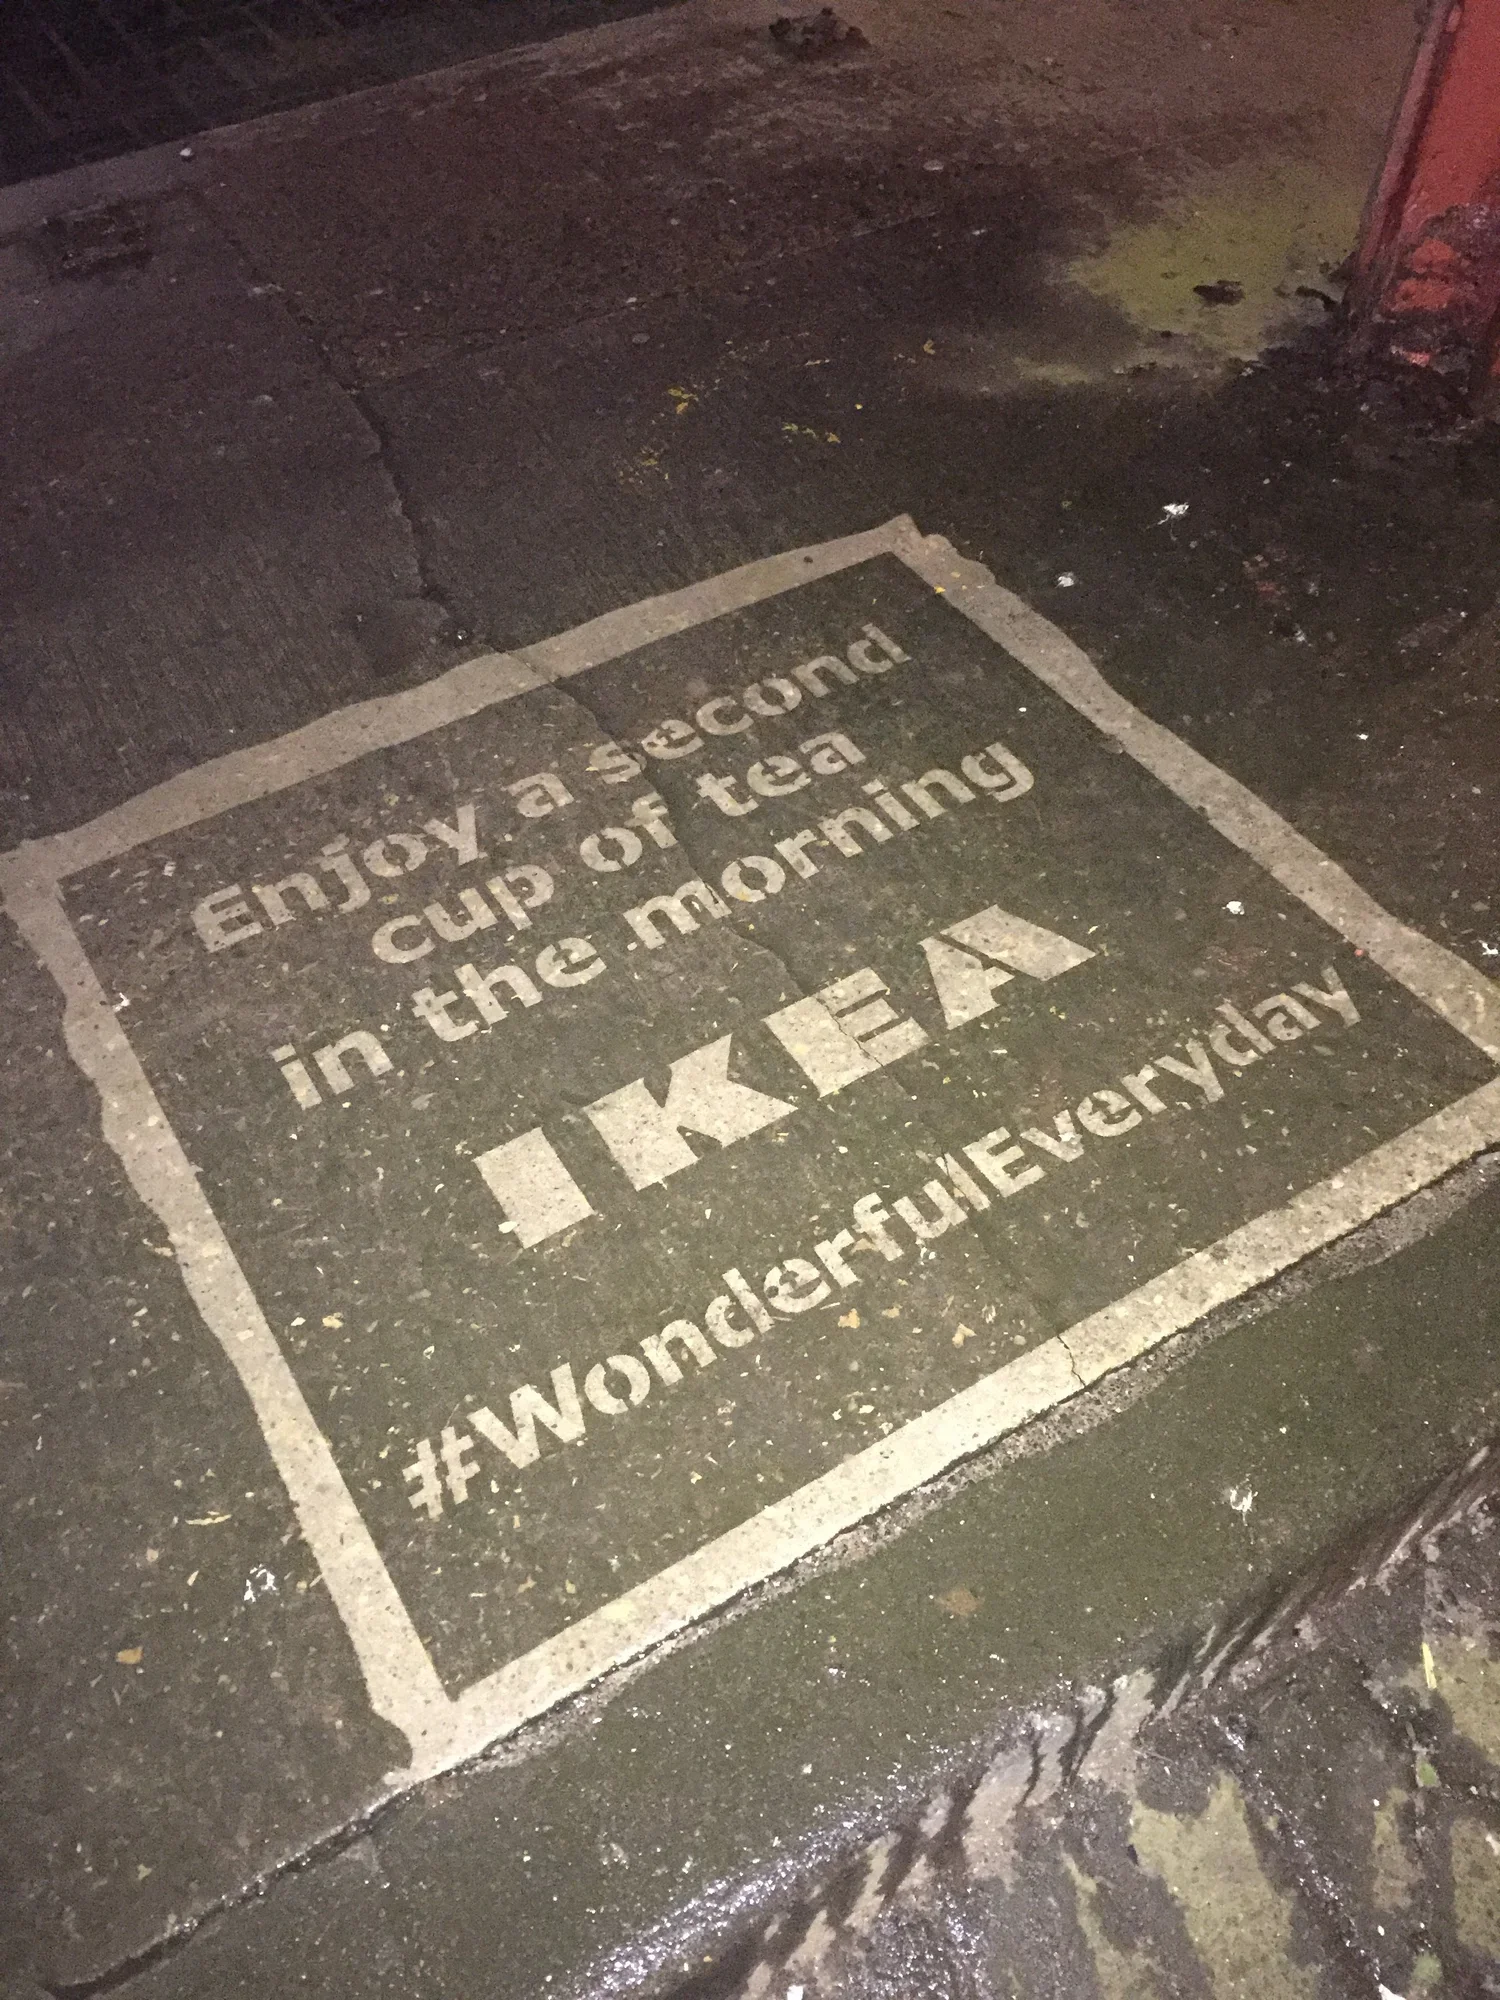 Enjoy a second
cup of tea
in the morning
IKEA
#WonderfulEveryday